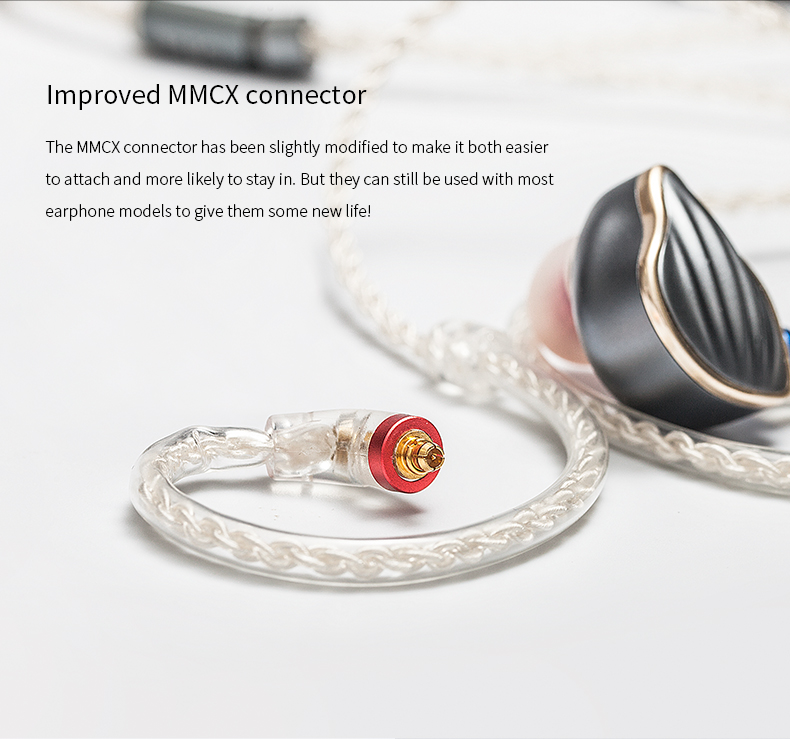 Improved MMCX connector
The MMCX connector has been slightly modified to make it both easier
to attach and more likely to stay in. But they can still be used with most
earphone models to give them some new life!